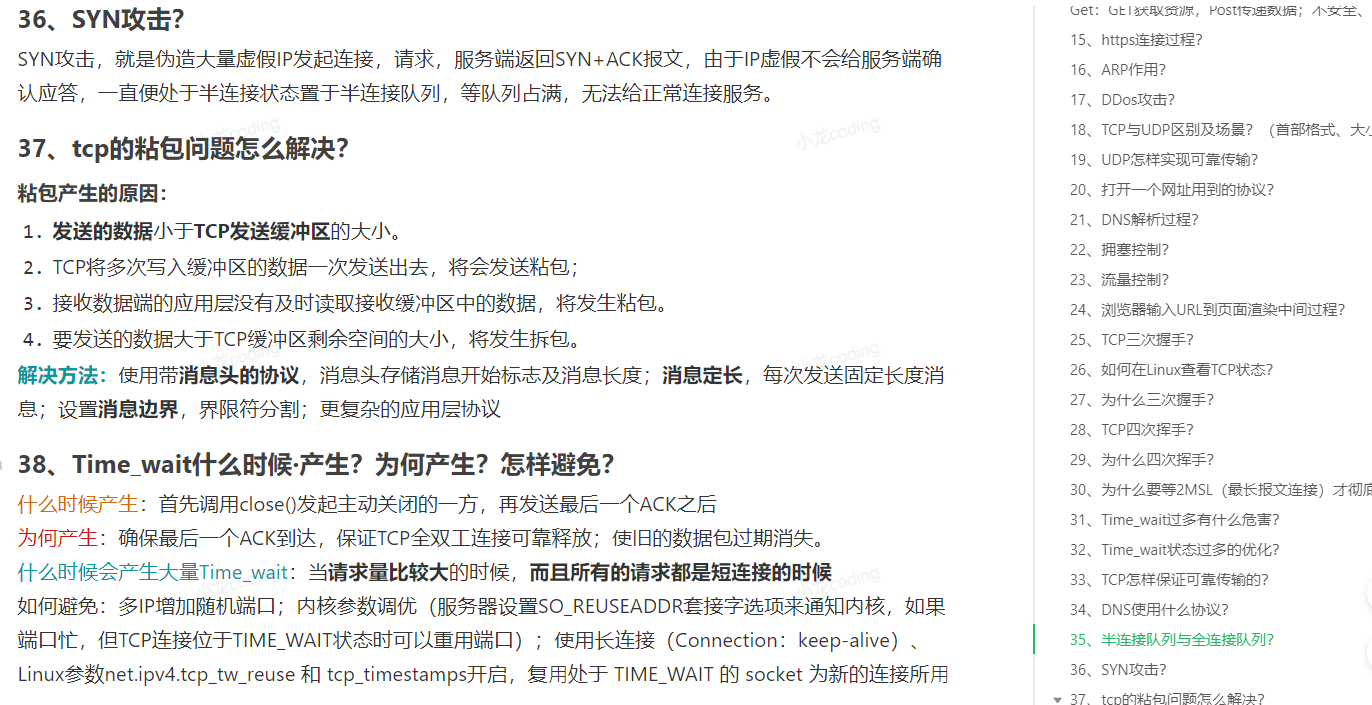 36、SYN攻击？
SYN攻击，就是伪造大量虚假IP发起连接，请求，服务端返回SYN+ACK报文，由于IP虚假不会给服务端确
认应答，一直便处于半连接状态置于半连接队列，等队列占满，无法给正常连接服务。
37、tcp的粘包问题怎么解决？
粘包产生的原因：
1. 发送的数据小于TCP发送缓冲区的大小。
2. TCP将多次写入缓冲区的数据一次发送出去，将会发送粘包；
3. 接收数据端的应用层没有及时读取接收缓冲区中的数据，将发生粘包。
4. 要发送的数据大于TCP缓冲区剩余空间的大小，将发生拆包。
解决方法：使用带消息头的协议，消息头存储消息开始标志及消息长度；消息定长，每次发送固定长度消
息；设置消息边界，界限符分割；更复杂的应用层协议
38、Time_wait什么时候·产生？为何产生？怎样避免？
什么时候产生：首先调用close()发起主动关闭的一方，再发送最后一个ACK之后
为何产生：确保最后一个ACK到达，保证TCP全双工连接可靠释放；使旧的数据包过期消失。
什么时候会产生大量Time_wait：当请求量比较大的时候，而且所有的请求都是短连接的时候
如何避免：多IP增加随机端口；内核参数调优（服务器设置SO_REUSEADDR套接字选项来通知内核，如果
端口忙，但TCP连接位于TIME_WAIT状态时可以重用端口）；使用长连接（Connection：keep-alive）、
Linux参数net.ipv4.tcp_tw_reuse 和 tcp_timestamps开启，复用处于 TIME_WAIT 的 socket 为新的连接所用
Get：GET获取资源，Post传递数据；不安全、
15、https连接过程?
16、ARP作用?
17、DDos攻击?
18、TCP与UDP区别及场景? （首部格式、大小
19、UDP怎样实现可靠传输?
20、打开一个网址用到的协议?
21、DNS解析过程?
22、拥塞控制?
23、流量控制?
24、浏览器输入URL到页面渲染中间过程?
25、TCP三次握手?
26、如何在Linux查看TCP状态?
27、为什么三次握手?
28、TCP四次挥手?
29、为什么四次挥手?
30、为什么要等2MSL（最长报文连接）才彻底
31、Time_wait过多有什么危害?
32、Time_wait状态过多的优化?
33、TCP怎样保证可靠传输的?
34、DNS使用什么协议?
35、半连接队列与全连接队列?
36、SYN攻击?
37、tcp的粘包问题怎么解决?
小龙coding
小龙coding
小龙coding
小龙coding
小龙coding
小龙coding